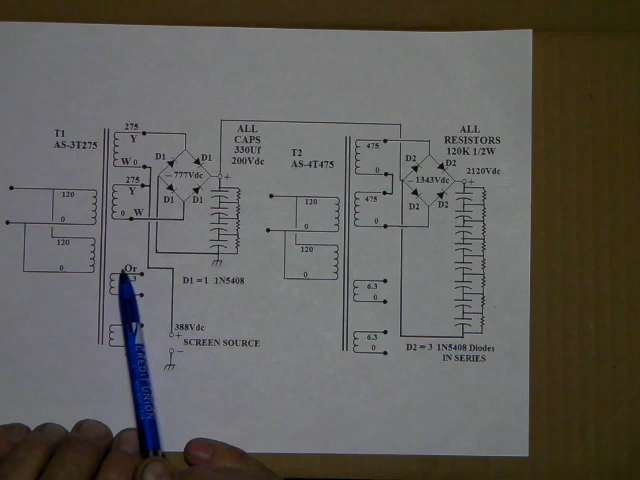 T1
AS-3T275
275
Y
W 0
275
Y
0 W
120
0
120
0
Or
6.3
D1
D1
- 777Vdc
D1
D1
+
ALL
CAPS
330Uf
200Vdc
D1 = 1 1N5408
388Vdc
+
SCREEN SOURCE
-
T2
AS-4T475
475
0
475
0
120
0
120
0
6.3
0
6.3
0
D2
D2
- 1343Vdc
D2
D2
+
ALL
RESISTORS
120K 1/2W
2120Vdc
D2 = 3 1N5408 Diodes
IN SERIES
CREDIT UNION